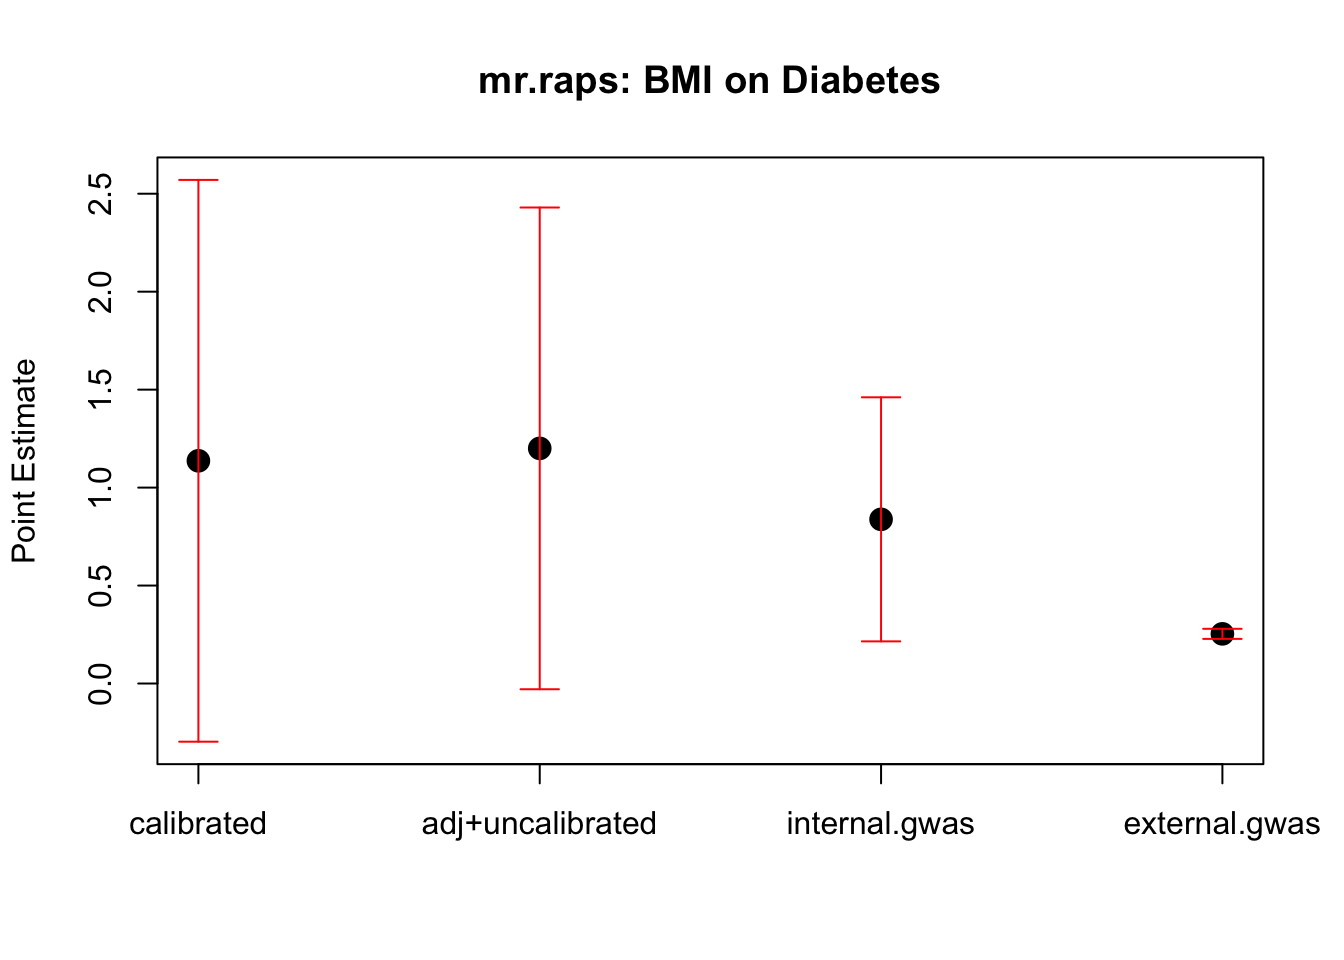 mr.raps: BMI on Diabetes
Point Estimate
2.5
2.0
1.5
1.0
0.5
0.0
calibrated adj+uncalibrated internal.gwas external.gwas